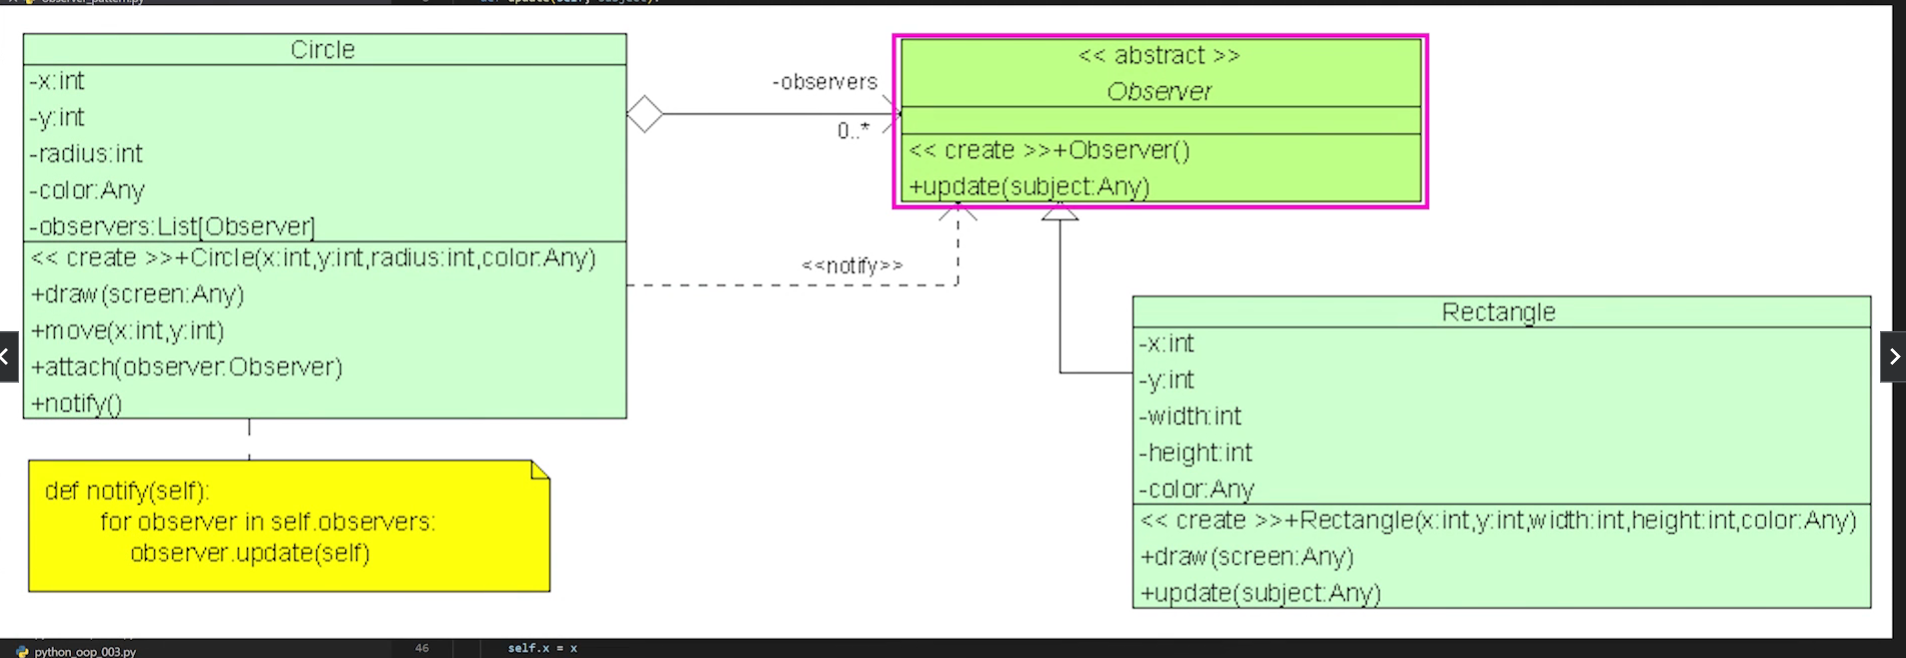 Circle
-x:int
-y:int
-radius:int
-color:Any
-observers:List[Observer]
<< create >>+Circle(x:int,y:int,radius:int,color:Any)
+draw(screen:Any)
+move(x:int,y:int)
+attach(observer:Observer)
+notify()
def notify(self):
for observer in self.observers:
observer.update(self)
-observers
0..*
<<notify>>
<< abstract >>
Observer
<< create >>+Observer()
+update(subject:Any)
Rectangle
-x:int
-y:int
-width:int
-height:int
-color:Any
<< create >>+Rectangle(x:int,y:int,width:int,height:int,color:Any)
+draw(screen:Any)
+update(subject:Any)
python_oop_003.py
46
self.x = x